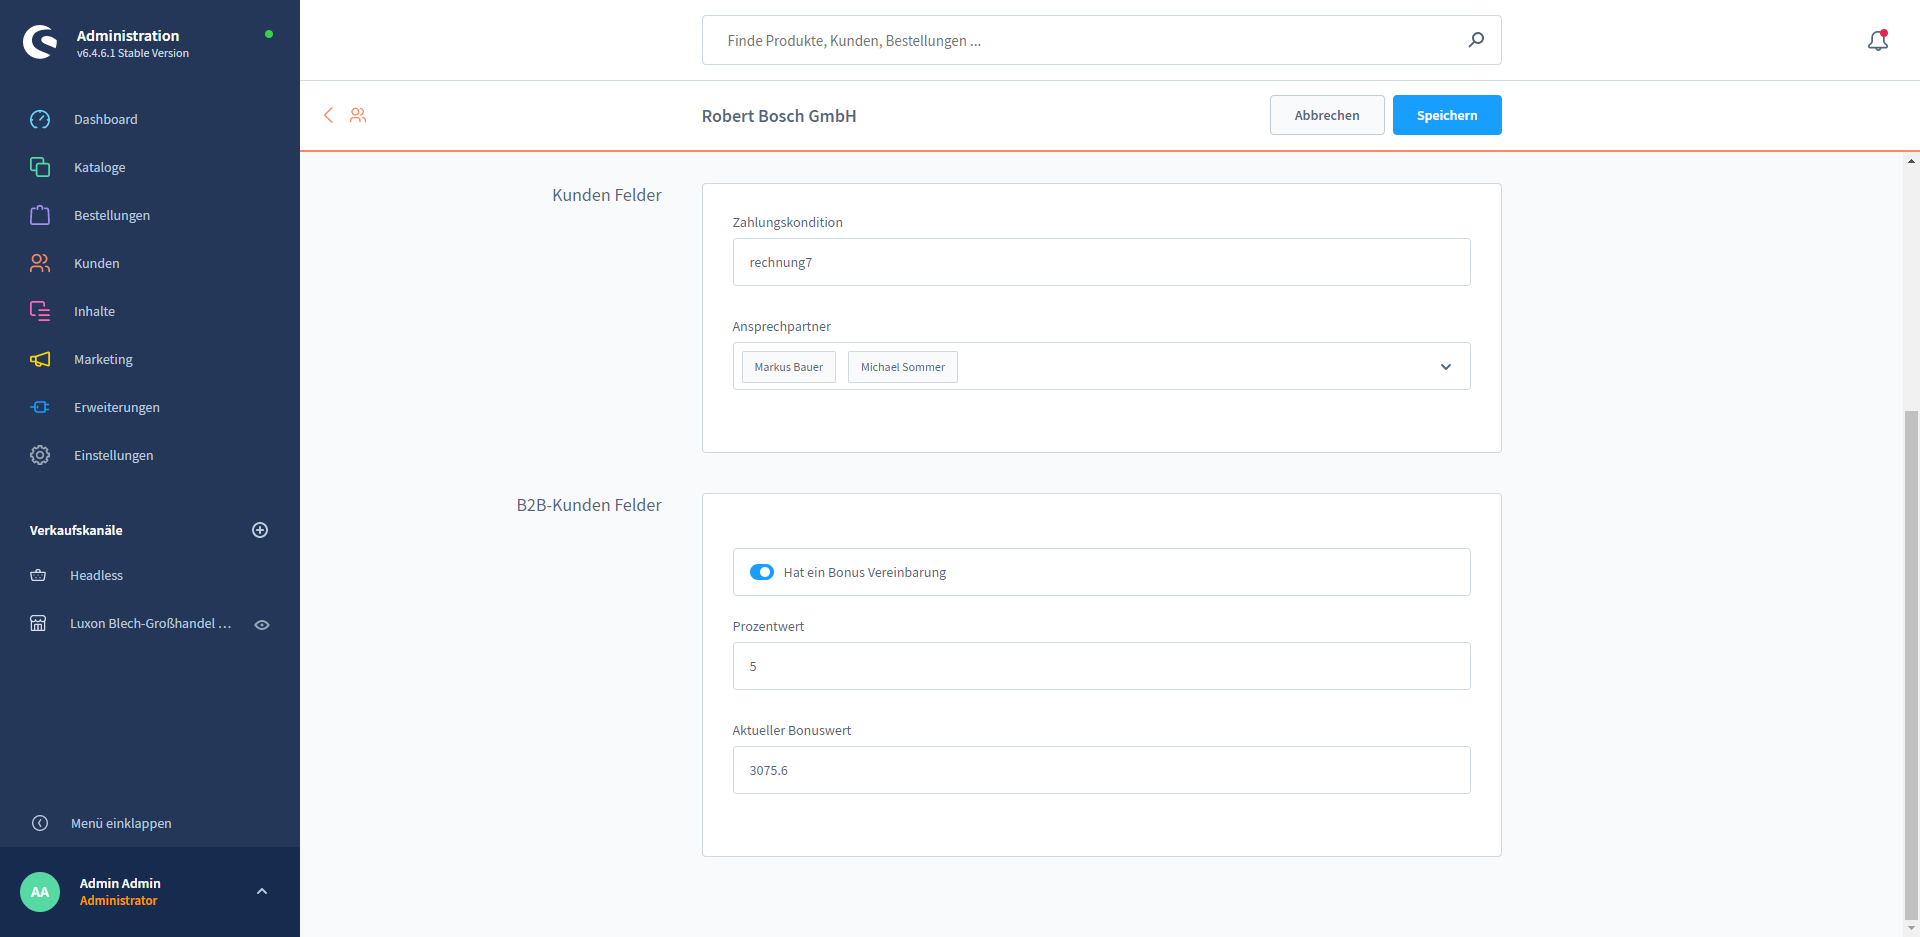 Administration
v6.4.6.1 Stable Version
Dashboard
Kataloge
Bestellungen
Kunden
Inhalte
Marketing
Erweiterungen
Einstellungen
Verkaufskanäle
Headless
Luxon Blech-Großhandel ...
Menü einklappen
AA
Admin Admin
Administrator
Finde Produkte, Kunden, Bestellungen ...
Robert Bosch GmbH
Abbrechen
Speichern
Kunden Felder
Zahlungskondition
rechnung7
Ansprechpartner
Markus Bauer
Michael Sommer
B2B-Kunden Felder
Hat ein Bonus Vereinbarung
Prozentwert
5
Aktueller Bonuswert
3075.6